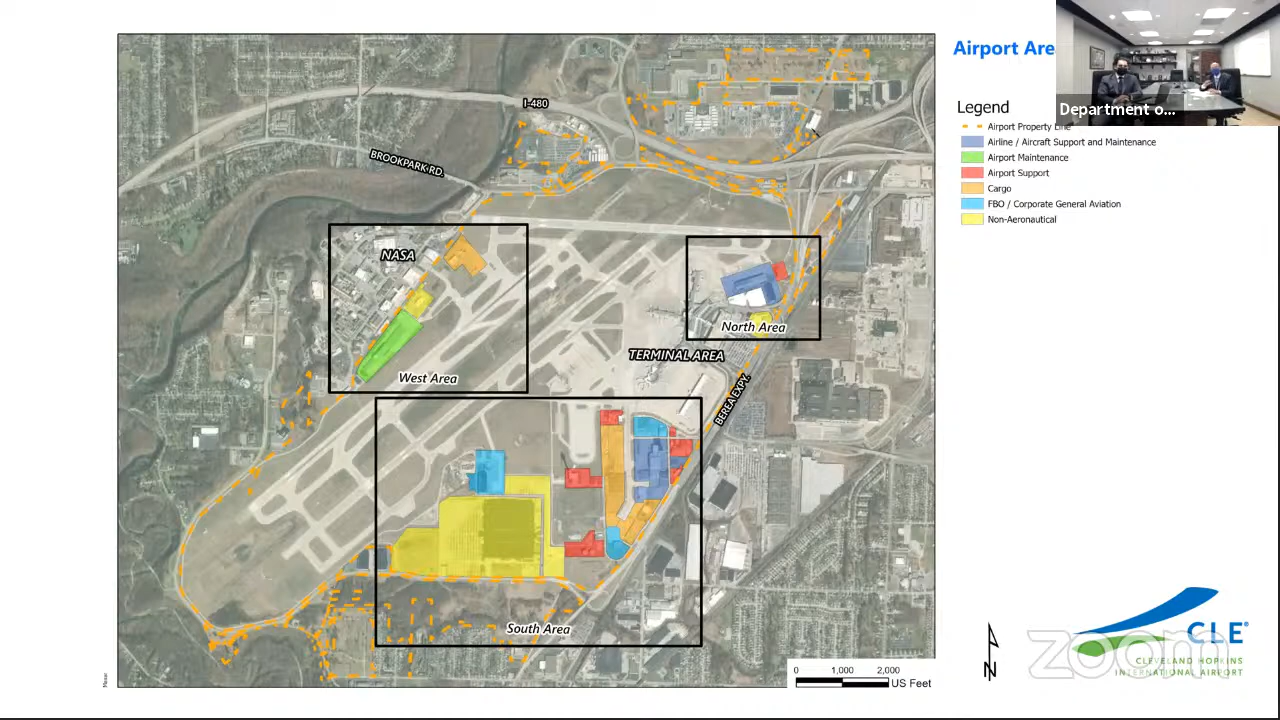 Airport Are
Department o...
Legend
Airport Property Line
Airline / Aircraft Support and Maintenance
Airport Maintenance
Airport Support
Cargo
FBO / Corporate General Aviation
Non-Aeronautical
I-480
BROOKPARK RD.
NASA
West Area
North Area
TERMINAL AREA
BEREA EXPY.
South Area
0 1,000 2,000
US Feet
N
CLE®
zoom
CLEVELAND HOPKINS
INTERNATIONAL AIRPORT
Maxar